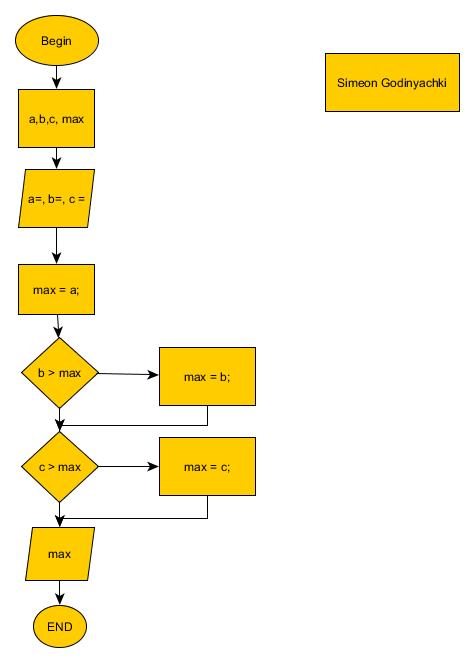 Begin
Simeon Godinyachki
a,b,c, max
a=, b=, c =
max = a;
b > max
max = b;
c > max
max = c;
max
END